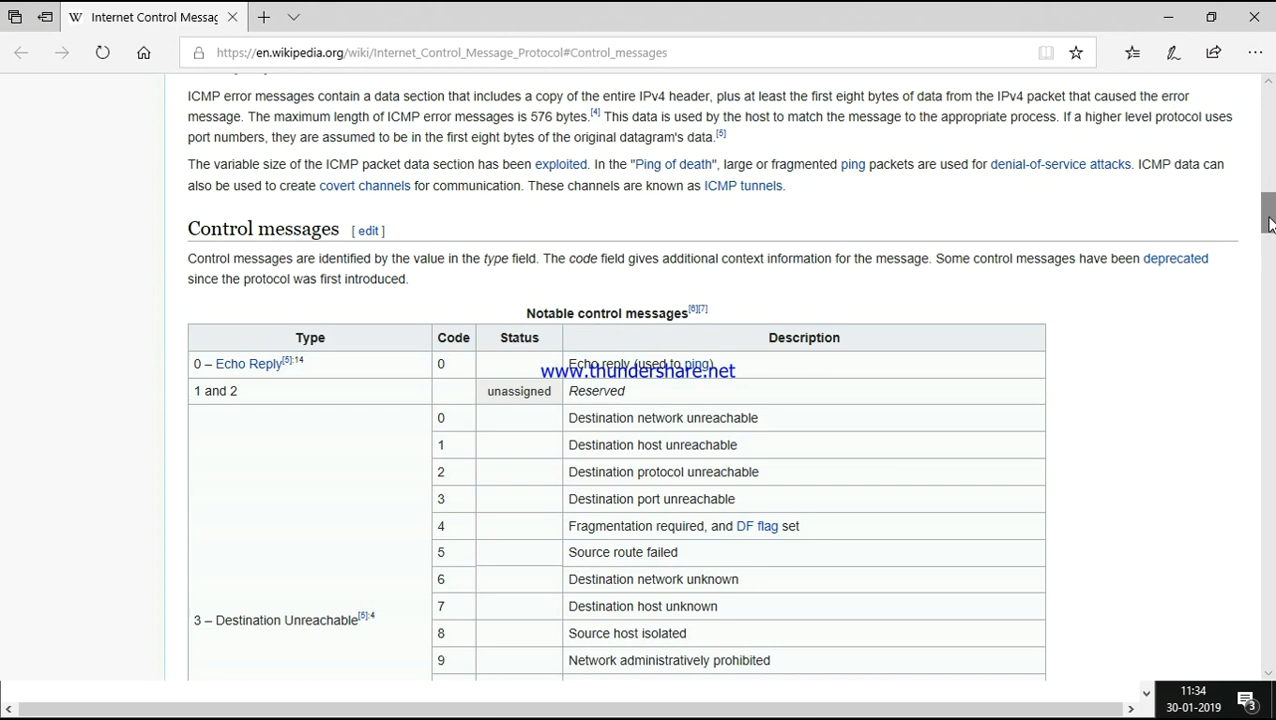 Internet Control Messag
https://en.wikipedia.org/wiki/Internet_Control_Message_Protocol#Control_messages
ICMP error messages contain a data section that includes a copy of the entire IPv4 header, plus at least the first eight bytes of data from the IPv4 packet that caused the error
message. The maximum length of ICMP error messages is 576 bytes.[4] This data is used by the host to match the message to the appropriate process. If a higher level protocol uses
port numbers, they are assumed to be in the first eight bytes of the original datagram's data.[5]
The variable size of the ICMP packet data section has been exploited. In the "Ping of death", large or fragmented ping packets are used for denial-of-service attacks. ICMP data can
also be used to create covert channels for communication. These channels are known as ICMP tunnels.
Control messages [ edit ]
Control messages are identified by the value in the type field. The code field gives additional context information for the message. Some control messages have been deprecated
since the protocol was first introduced.
Notable control messages[6][7]
Type Code Status Description
0 – Echo Reply[5]:14 0 Echo reply (used to ping)
www.thundershare.net
1 and 2 unassigned Reserved
0 Destination network unreachable
1 Destination host unreachable
2 Destination protocol unreachable
3 Destination port unreachable
4 Fragmentation required, and DF flag set
5 Source route failed
6 Destination network unknown
7 Destination host unknown
3 – Destination Unreachable[5]:4
8 Source host isolated
9 Network administratively prohibited
11:34
30-01-2019
3